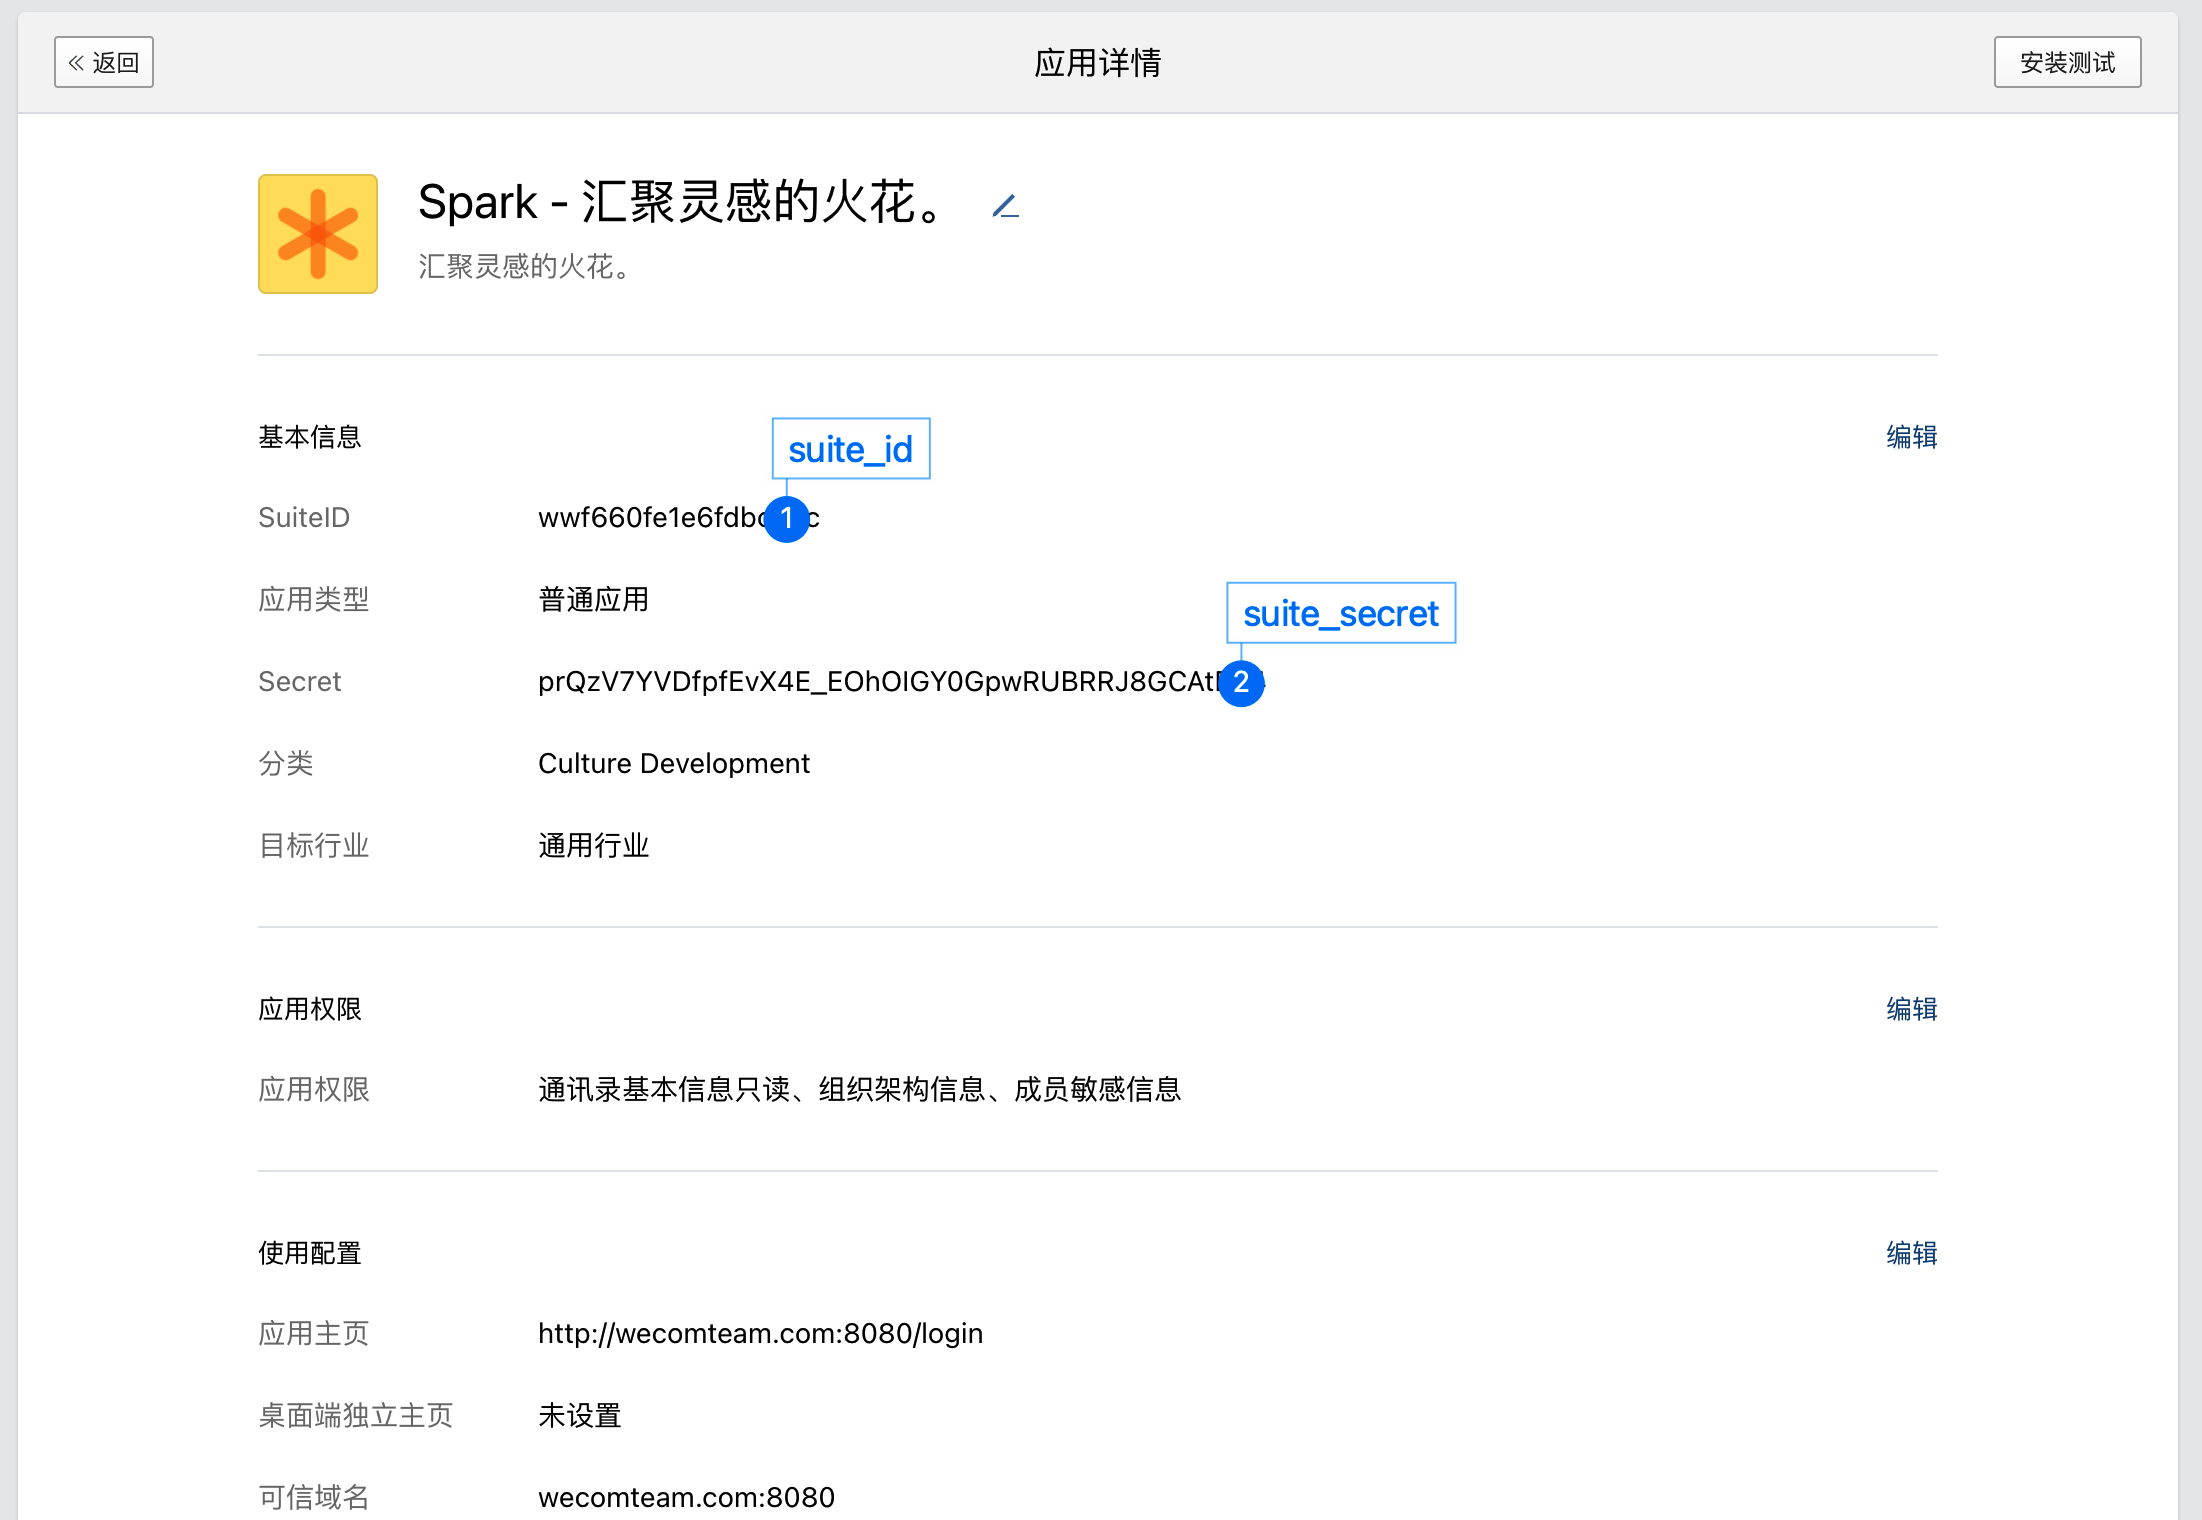 « 返回
应用详情
安装测试
Spark - 汇聚灵感的火花。
汇聚灵感的火花。
基本信息
suite_id
编辑
SuiteID
1
应用类型 普通应用
suite_secret
Secret
2
分类 Culture Development
目标行业 通用行业
应用权限 编辑
应用权限 通讯录基本信息只读、组织架构信息、成员敏感信息
使用配置 编辑
应用主页 http://wecomteam.com:8080/login
桌面端独立主页 未设置
可信域名 wecomteam.com:8080